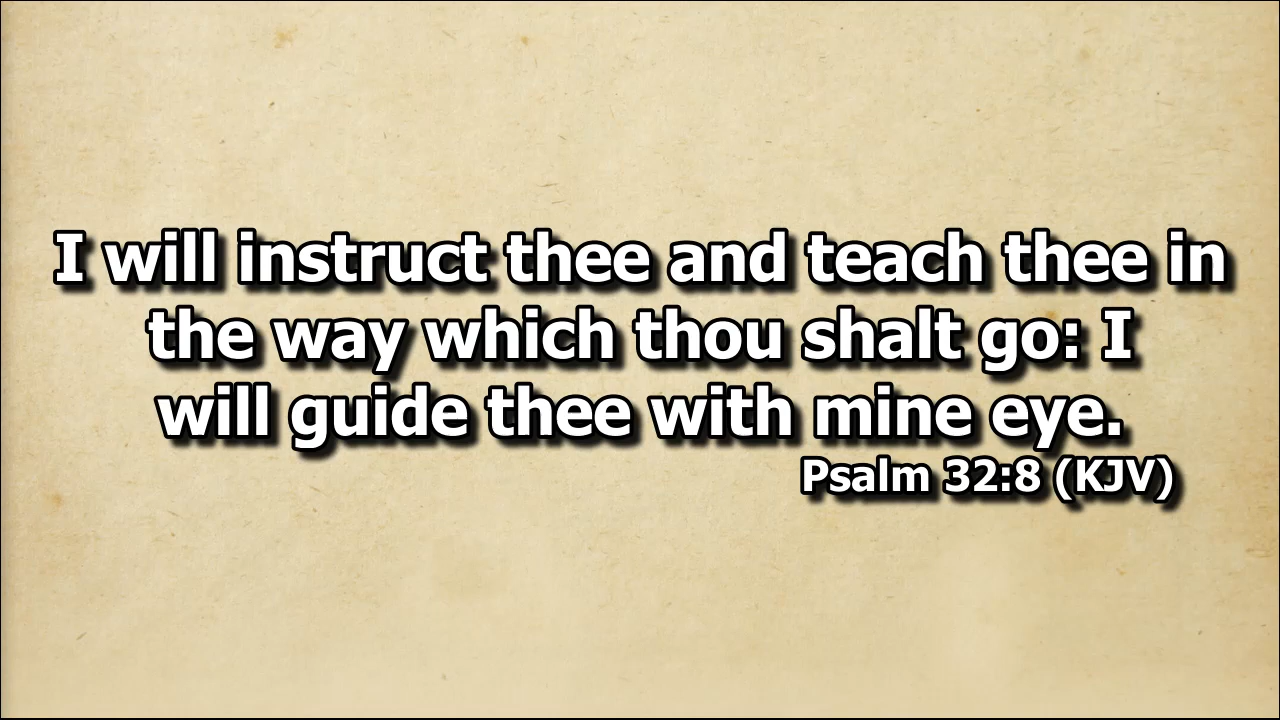 I will instruct thee and teach thee in
the way which thou shalt go: I
will guide thee with mine eye.
Psalm 32:8 (KJV)